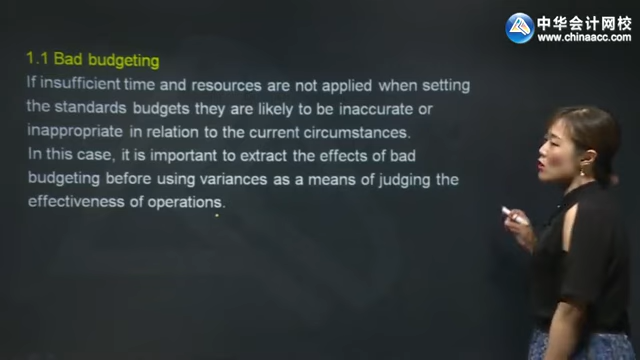 中华会计网校
www.chinaacc.com
1.1 Bad budgeting
If insufficient time and resources are not applied when setting
the standards budgets they are likely to be inaccurate or
inappropriate in relation to the current circumstances.
In this case, it is important to extract the effects of bad
budgeting before using variances as a means of judging the
effectiveness of operations.